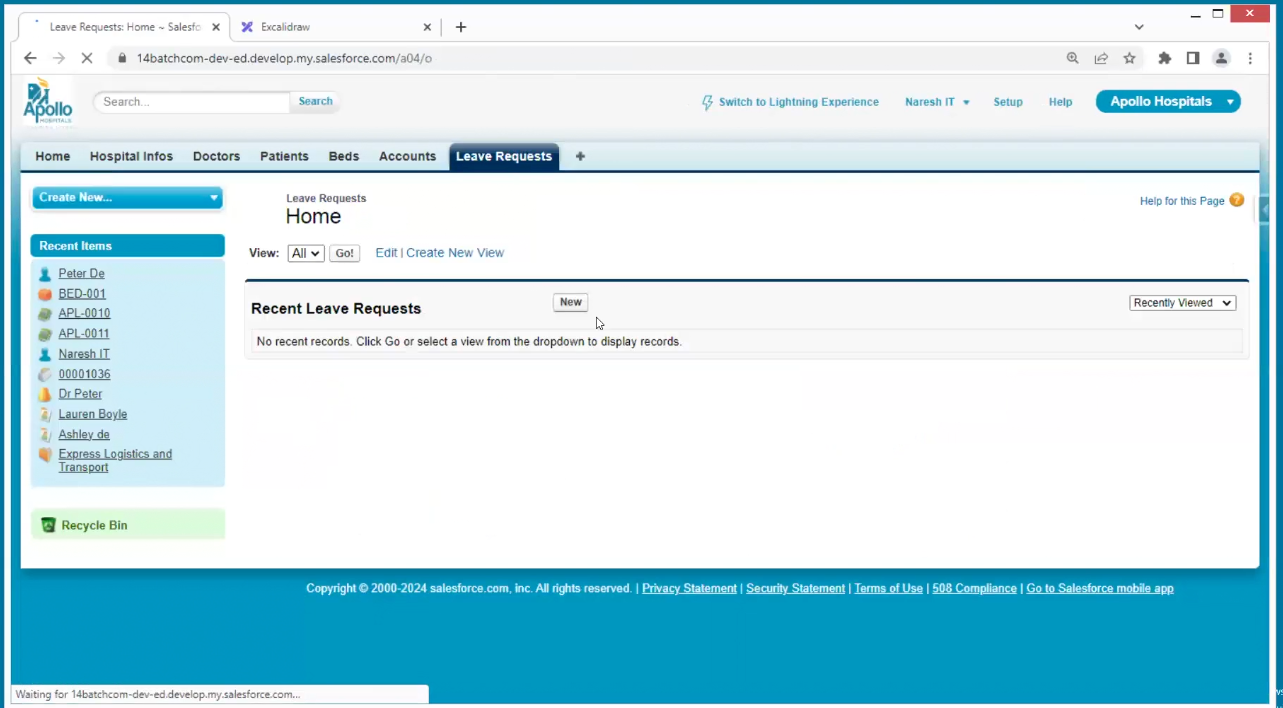 Leave Requests: Home ~ Salesfo
Excalidraw
14batchcom-dev-ed.develop.my.salesforce.com/a04/o
Apollo
HOSPITALS
Search...
Search
Switch to Lightning Experience
Naresh IT
Setup
Help
Apollo Hospitals
Home
Hospital Infos
Doctors
Patients
Beds
Accounts
Leave Requests
Create New...
Leave Requests
Home
Help for this Page
View:
All
Go!
Edit | Create New View
Recent Items
Peter De
BED-001
APL-0010
APL-0011
Naresh IT
00001036
Dr Peter
Lauren Boyle
Ashley de
Express Logistics and
Transport
Recycle Bin
Recent Leave Requests
New
Recently Viewed
No recent records. Click Go or select a view from the dropdown to display records.
Copyright © 2000-2024 salesforce.com, inc. All rights reserved. | Privacy Statement | Security Statement | Terms of Use | 508 Compliance | Go to Salesforce mobile app
Waiting for 14batchcom-dev-ed.develop.my.salesforce.com...